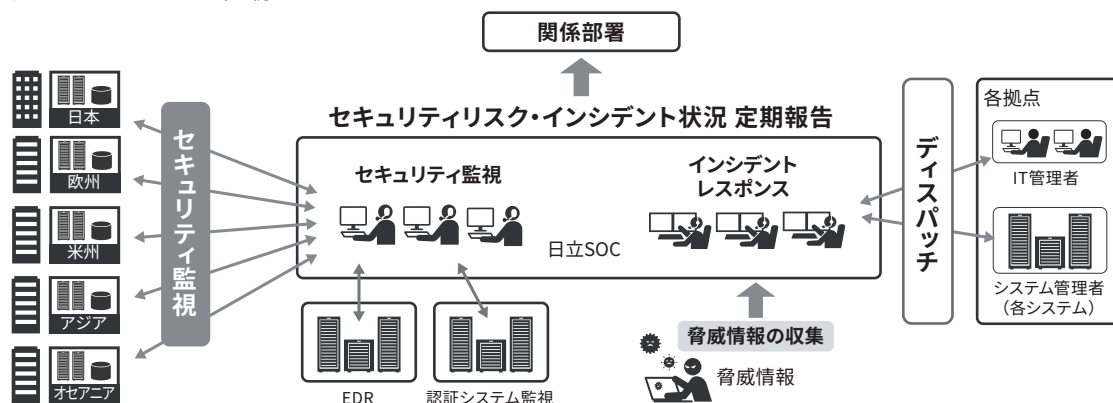 関係部署
セキュリティリスク・インシデント状況 定期報告
日本
欧州
米州
アジア
オセアニア
セキュリティ監視
セキュリティ監視
インシデント
レスポンス
日立SOC
EDR
認証システム監視
脅威情報の収集
脅威情報
ディスパッチ
各拠点
IT管理者
システム管理者
(各システム)